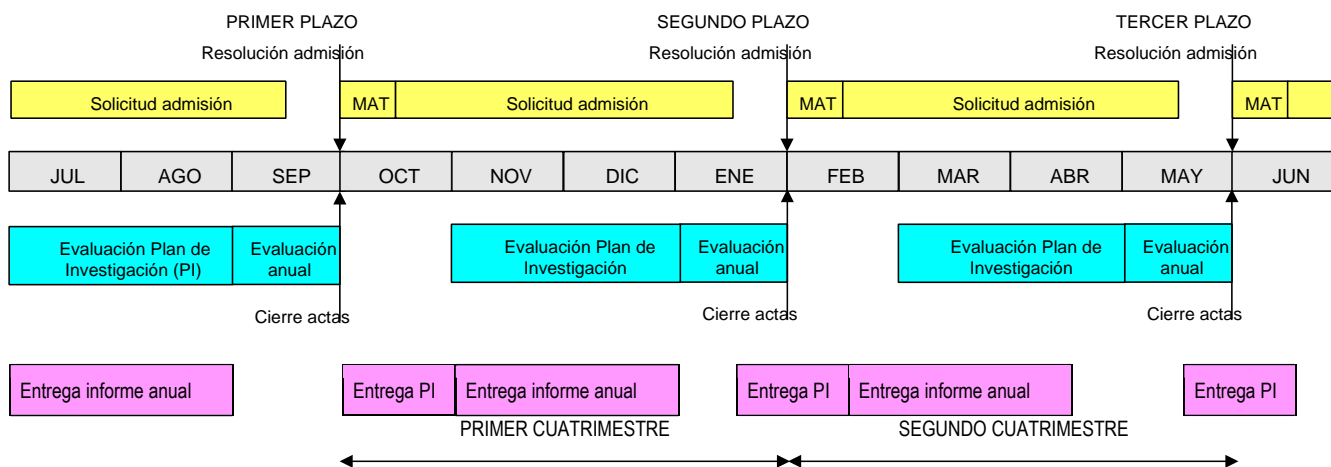 PRIMER PLAZO
SEGUNDO PLAZO
TERCER PLAZO
Resolución admisión
Resolución admisión
Resolución admisión
Solicitud admisión
MAT
Solicitud admisión
MAT
Solicitud admisión
MAT
JUL
AGO
SEP
OCT
NOV
DIC
ENE
FEB
MAR
ABR
MAY
JUN
Evaluación Plan de
Investigación (PI)
Evaluación
anual
Evaluación Plan de
Investigación
Evaluación
anual
Evaluación Plan de
Investigación
Evaluación
anual
Cierre actas
Cierre actas
Cierre actas
Entrega informe anual
Entrega PI
Entrega informe anual
Entrega PI
Entrega informe anual
Entrega PI
PRIMER CUATRIMESTRE
SEGUNDO CUATRIMESTRE